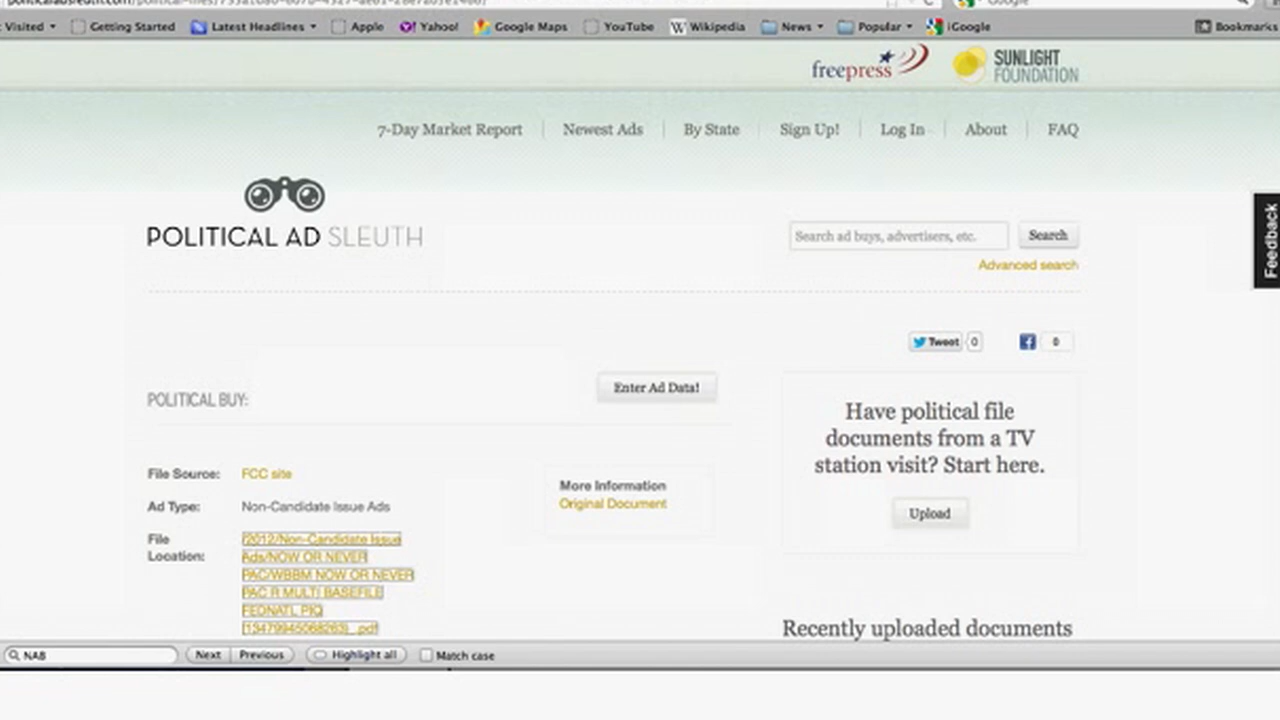 Visited Getting Started Latest Headlines Apple Yahoo! Google Maps YouTube Wikipedia News Popular iGoogle Bookmarks
freepress SUNLIGHT
FOUNDATION
7-Day Market Report Newest Ads By State Sign Up! Log In About FAQ
Feedback
POLITICAL AD SLEUTH
Search ad buys, advertisers, etc. Search
Advanced search
Tweet 0 0
POLITICAL BUY:
Enter Ad Data!
Have political file
documents from a TV
station visit? Start here.
Upload
File Source: FCC site
More Information
Original Document
Ad Type: Non-Candidate Issue Ads
File
Location:
(2012/Non-Candidate Issue
Ads/NOW OR NEVER
PAC/WBBM NOW OR NEVER
PAC R MULTI BASEFILE
Recently uploaded documents
NAB Next Previous Highlight all Match case